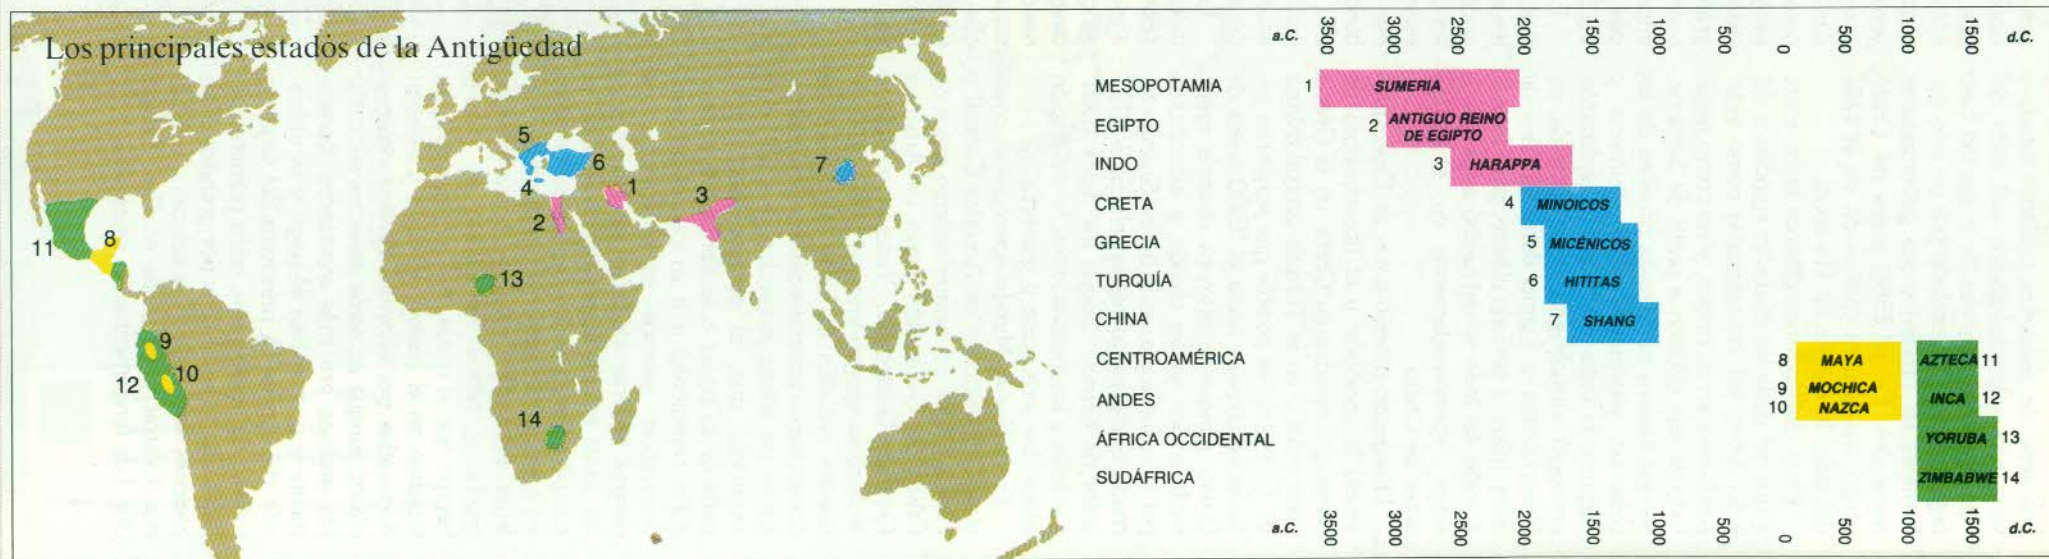 Los principales estados de la Antigüedad
1
2
3
4
5
6
7
8
9
10
11
12
13
14
a.C. 3500 3000 2500 2000 1500 1000 500 0 500 1000 1500 d.C.
MESOPOTAMIA 1 SUMERIA
EGIPTO 2 ANTIGUO REINO
DE EGIPTO
INDO 3 HARAPPA
CRETA 4 MINOICOS
GRECIA 5 MICÉNICOS
TURQUÍA 6 HITITAS
CHINA 7 SHANG
CENTROAMÉRICA 8 MAYA AZTECA 11
ANDES 9 MOCHICA INCA 12
10 NAZCA
ÁFRICA OCCIDENTAL YORUBA 13
SUDÁFRICA ZIMBABWE 14
a.C. 3500 3000 2500 2000 1500 1000 500 0 500 1000 1500 d.C.